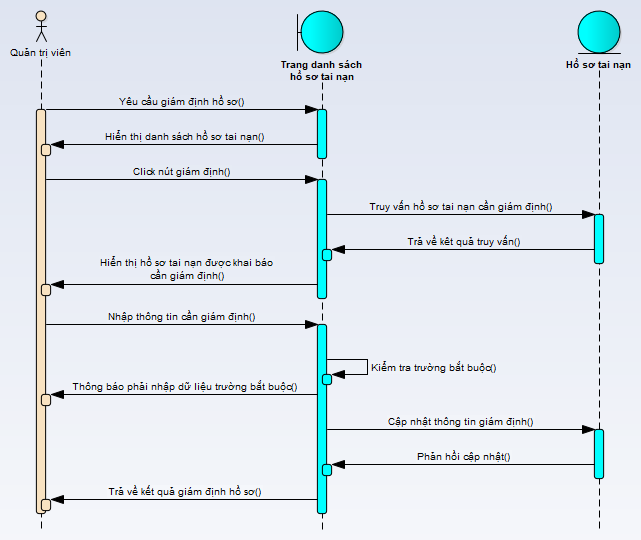 Quản trị viên
Trang danh sách
hồ sơ tai nạn
Hồ sơ tai nạn
Yêu cầu giám định hồ sơ()
Hiển thị danh sách hồ sơ tai nạn()
Click nút giám định()
Truy vấn hồ sơ tai nạn cần giám định()
Trả về kết quả truy vấn()
Hiển thị hồ sơ tai nạn được khai báo
cần giám định()
Nhập thông tin cần giám định()
Kiểm tra trường bắt buộc()
Thông báo phải nhập dữ liệu trường bắt buộc()
Cập nhật thông tin giám định()
Phản hồi cập nhật()
Trả về kết quả giám định hồ sơ()